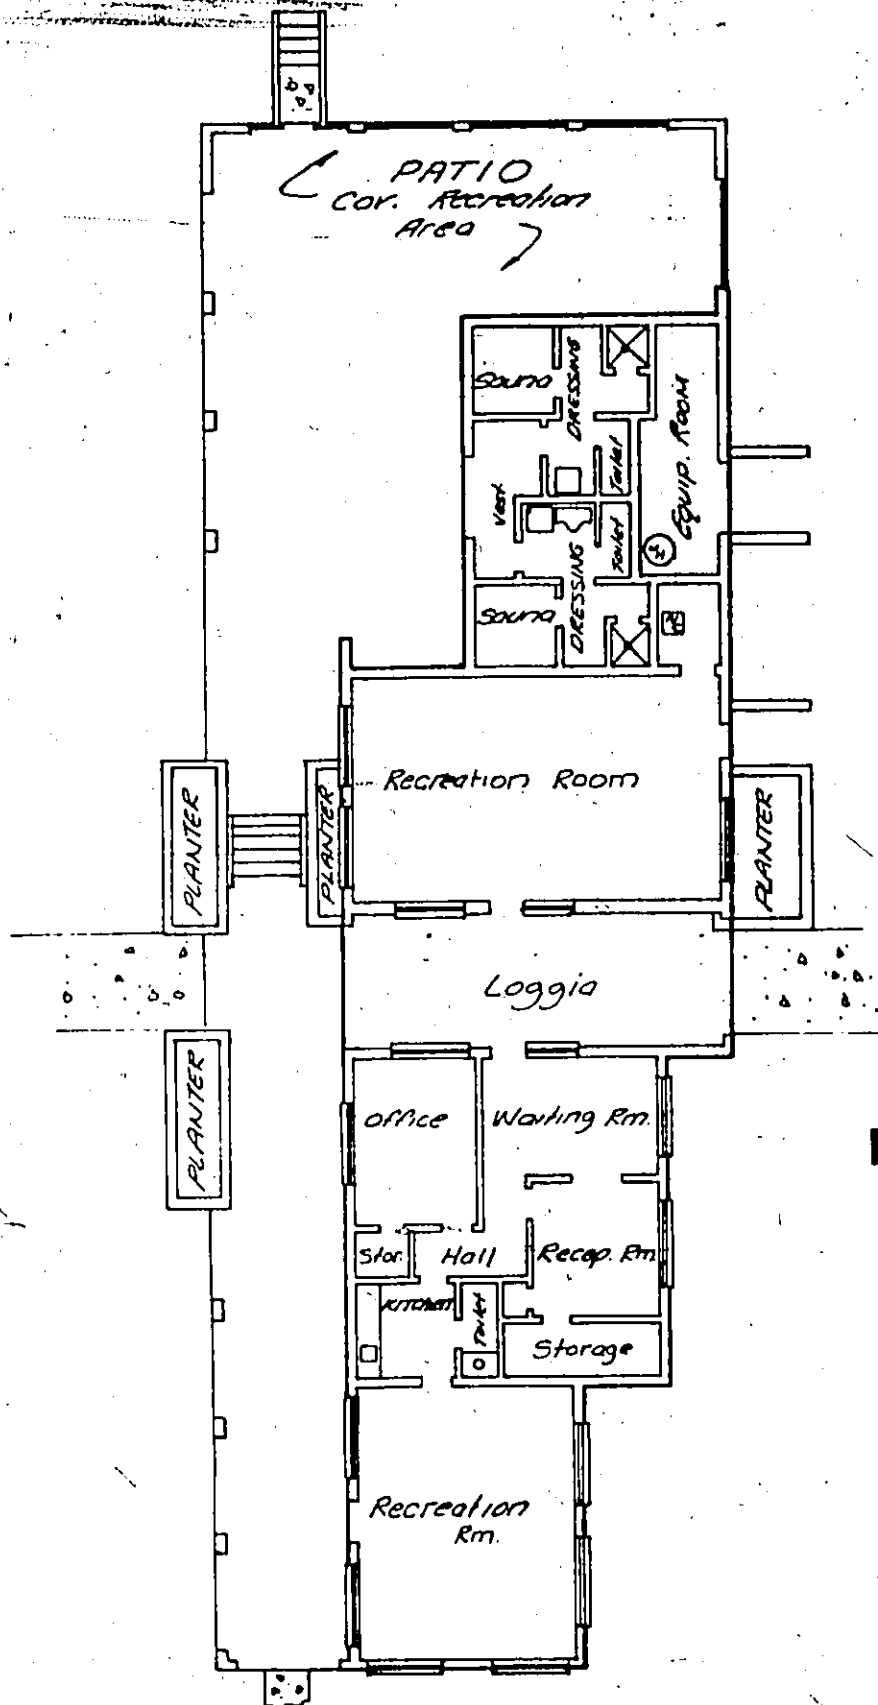 PATIO
Cov. Recreation
Area
Sauna
DRESSING
EQUIP. ROOM
Toilet
Vest.
Toilet
DRESSING
Sauna
Recreation Room
PLANTER
PLANTER
PLANTER
Loggia
PLANTER
Office
Waiting Rm.
Stor.
Hall
Recep. Rm
KITCHEN
Toilet
Storage
Recreation
Rm.